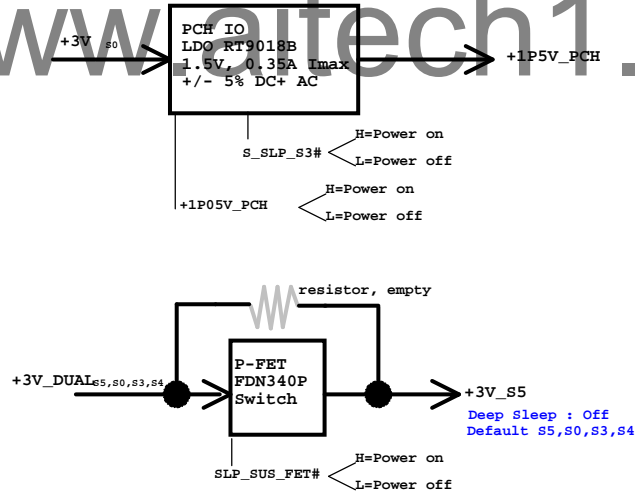 www.aitech1.
+3V S0
PCH IO
LDO RT9018B
1.5V, 0.35A Imax
+/- 5% DC+ AC
+1P5V_PCH
H=Power on
S_SLP_S3#
L=Power off
H=Power on
+1P05V_PCH
L=Power off
resistor, empty
+3V_DUAL S5,S0,S3,S4
P-FET
FDN340P
Switch
+3V_S5
Deep Sleep : Off
Default S5,S0,S3,S4
H=Power on
SLP_SUS_FET#
L=Power off